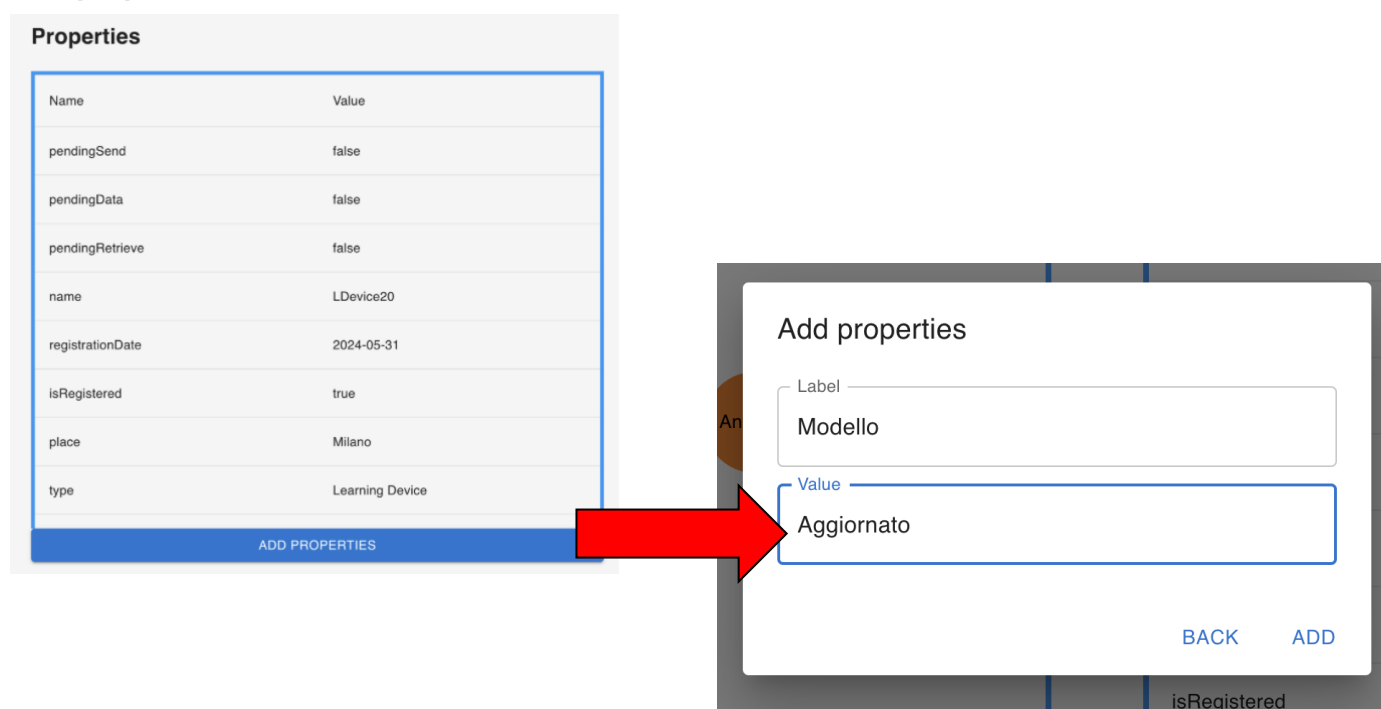 Properties
Name Value
pendingSend false
pendingData false
pendingRetrieve false
name LDevice20
registrationDate 2024-05-31
isRegistered true
place Milano
type Learning Device
ADD PROPERTIES
An
Add properties
Label
Modello
Value
Aggiornato
BACK ADD
isRegistered